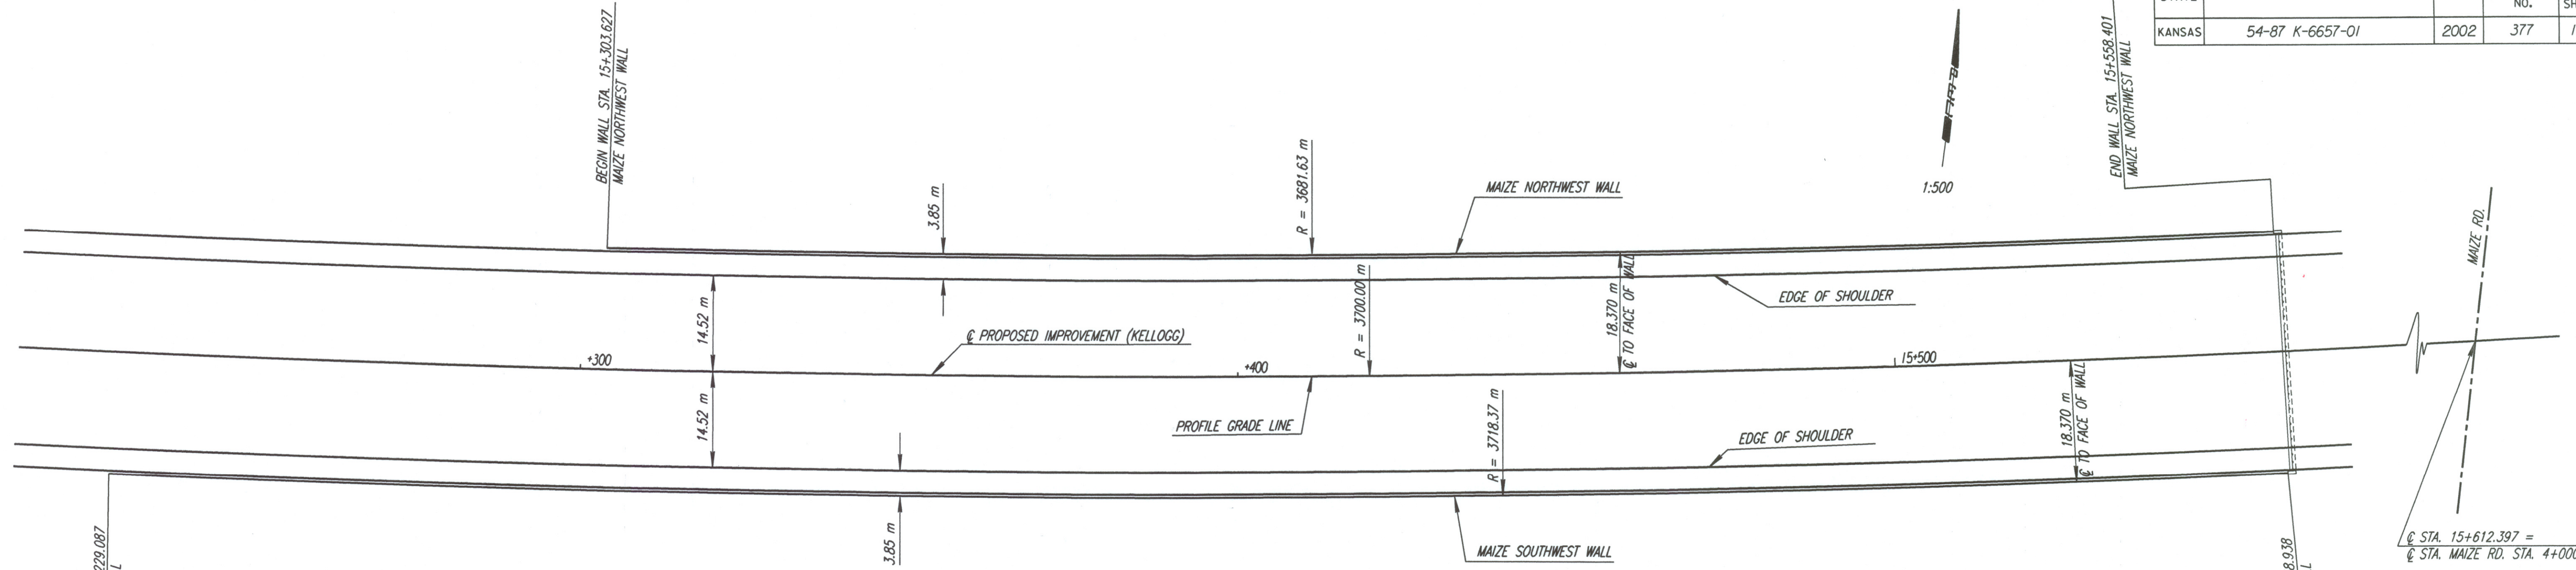 NO.
KANSAS 54-87 K-6657-01 2002 377
BEGIN WALL STA. 15+303.627
MAIZE NORTHWEST WALL
END WALL STA. 15+558.401
MAIZE NORTHWEST WALL
3.85 m
R = 3681.63 m
MAIZE NORTHWEST WALL
1:500
MAIZE RD.
14.52 m
R = 3700.00 m
18.370 m
℄ TO FACE OF WALL
EDGE OF SHOULDER
℄ PROPOSED IMPROVEMENT (KELLOGG)
+300
+400
15+500
14.52 m
PROFILE GRADE LINE
R = 3718.37 m
EDGE OF SHOULDER
18.370 m
℄ TO FACE OF WALL
229.087
L
3.85 m
MAIZE SOUTHWEST WALL
8.938
L
℄ STA. 15+612.397 =
℄ STA. MAIZE RD. STA. 4+000